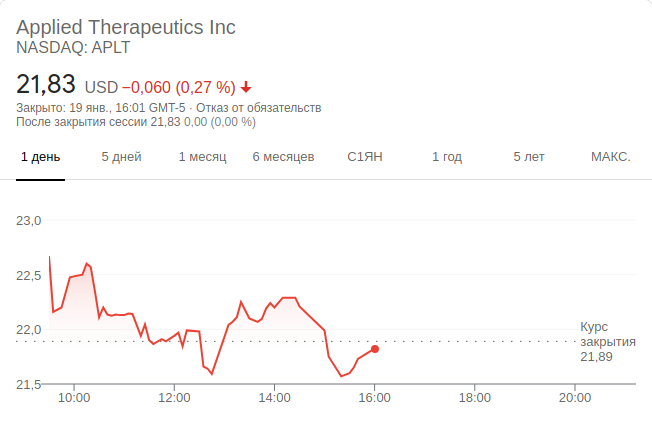 Applied Therapeutics Inc
NASDAQ: APLT
21,83 USD −0,060 (0,27 %)
Закрыто: 19 янв., 16:01 GMT-5 · Отказ от обязательств
После закрытия сессии 21,83 0,00 (0,00 %)
1 день 5 дней 1 месяц 6 месяцев С1ЯН 1 год 5 лет МАКС.
23,0
22,5
22,0
Курс
закрытия
21,89
21,5
10:00 12:00 14:00 16:00 18:00 20:00